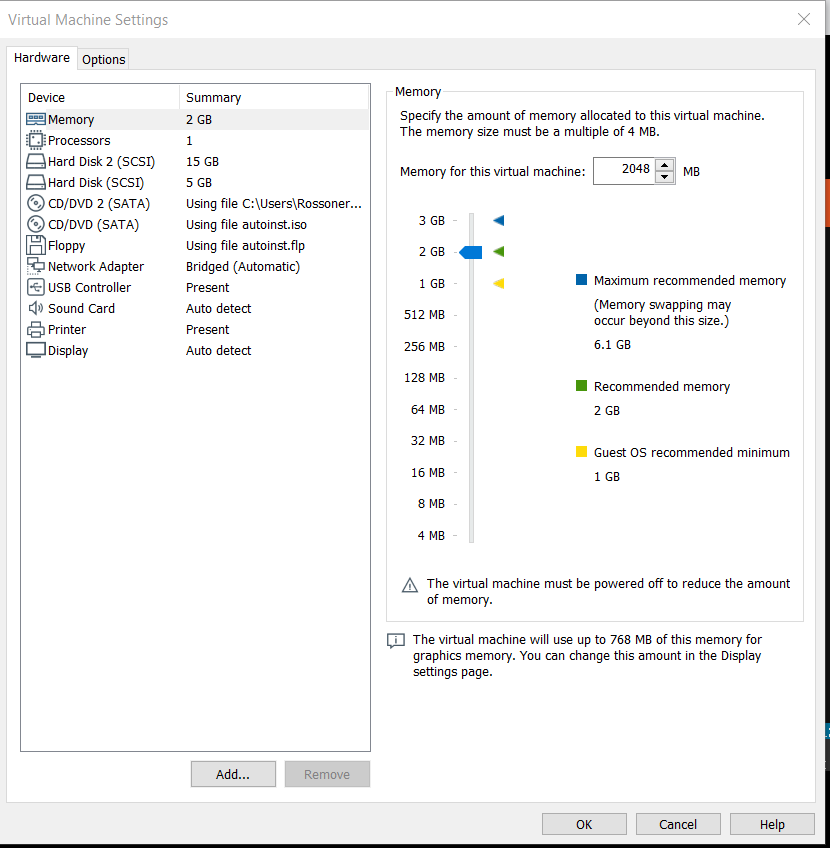 Virtual Machine Settings
Hardware
Options
Device Summary
Memory 2 GB
Processors 1
Hard Disk 2 (SCSI) 15 GB
Hard Disk (SCSI) 5 GB
CD/DVD 2 (SATA) Using file C:\Users\Rossoner...
CD/DVD (SATA) Using file autoinst.iso
Floppy Using file autoinst.flp
Network Adapter Bridged (Automatic)
USB Controller Present
Sound Card Auto detect
Printer Present
Display Auto detect
Add...
Remove
Memory
Specify the amount of memory allocated to this virtual machine.
The memory size must be a multiple of 4 MB.
Memory for this virtual machine: 2048 MB
3 GB
2 GB
1 GB
512 MB
256 MB
128 MB
64 MB
32 MB
16 MB
8 MB
4 MB
Maximum recommended memory
(Memory swapping may
occur beyond this size.)
6.1 GB
Recommended memory
2 GB
Guest OS recommended minimum
1 GB
The virtual machine must be powered off to reduce the amount
of memory.
The virtual machine will use up to 768 MB of this memory for
graphics memory. You can change this amount in the Display
settings page.
OK
Cancel
Help